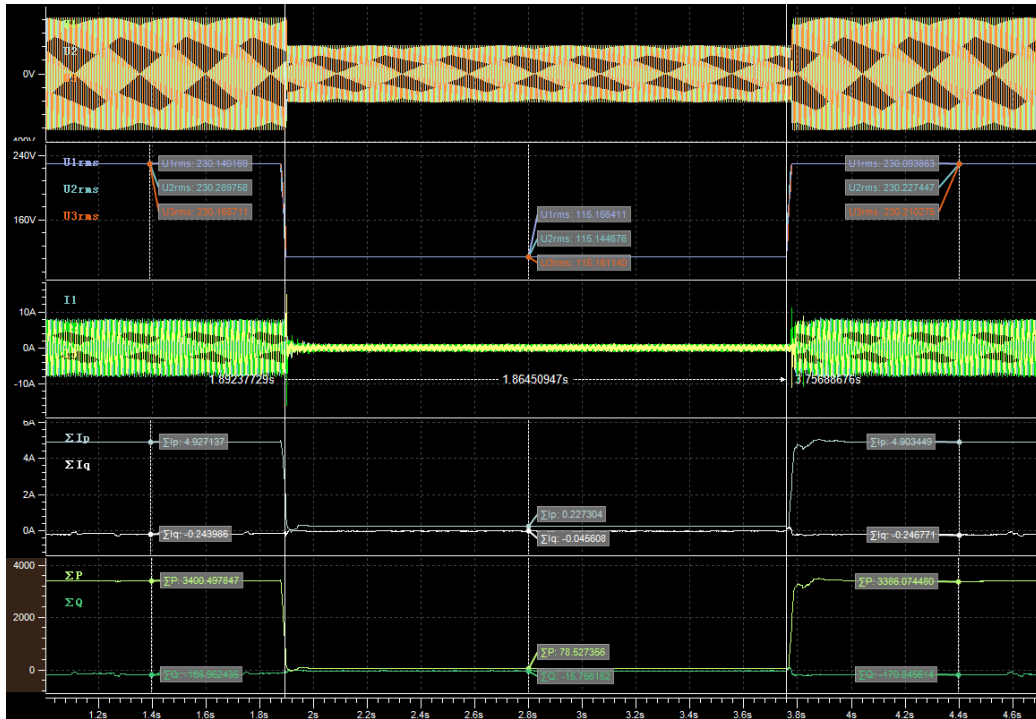 U2
0V
400V
240V
U1rms
U1rms: 230.140169
U1rms: 230.093863
U2rms
U2rms: 230.289758
U2rms: 230.227447
U3rms
U3rms: 230.168711
U3rms: 230.210276
160V
U1rms: 115.166411
U2rms: 115.144676
U3rms: 115.161140
I1
10A
0A
-10A
1.89237729s
1.86450947s
3.75688676s
6A
ΣIp
ΣIp: 4.927137
ΣIp: 4.903449
ΣIq
4A
2A
ΣIp: 0.227304
0A
ΣIq: -0.243986
ΣIq: -0.045608
ΣIq: -0.246771
4000
ΣP
ΣP: 3400.497847
ΣP: 3386.074480
ΣQ
2000
ΣP: 78.527356
0
ΣQ: -168.962435
ΣQ: -15.756152
ΣQ: -170.845614
1.2s 1.4s 1.6s 1.8s 2s 2.2s 2.4s 2.6s 2.8s 3s 3.2s 3.4s 3.6s 3.8s 4s 4.2s 4.4s 4.6s